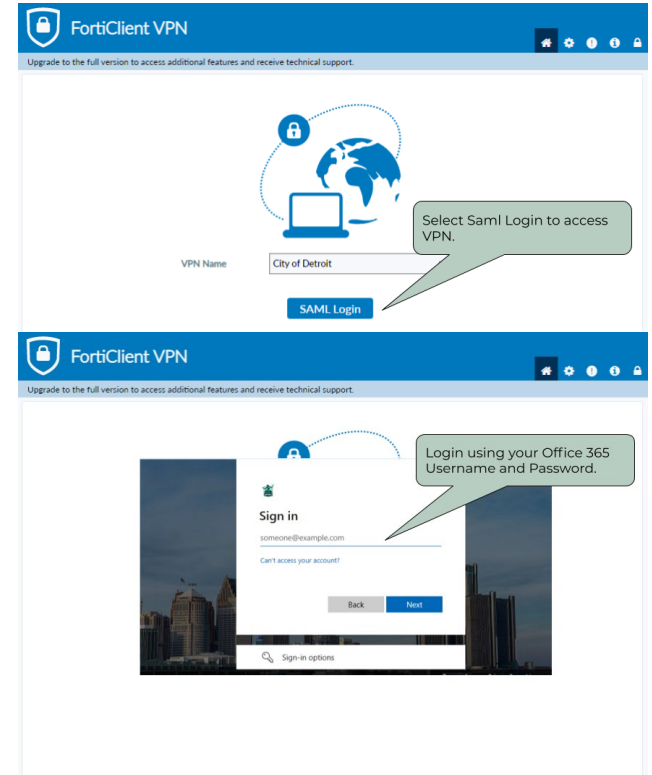 FortiClient VPN
Upgrade to the full version to access additional features and receive technical support.
Select Saml Login to access
VPN.
VPN Name
City of Detroit
SAML Login
FortiClient VPN
Upgrade to the full version to access additional features and receive technical support.
Login using your Office 365
Username and Password.
Sign in
someone@example.com
Can't access your account?
Back
Next
Sign-in options